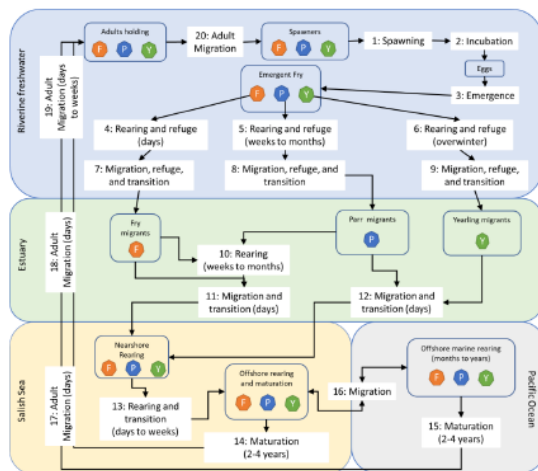 Riverine freshwater
Adults holding
F P Y
20: Adult
Migration
Spawners
F P Y
1: Spawning
2: Incubation
Eggs
3: Emergence
Emergent Fry
F P Y
19: Adult
Migration (days
to weeks)
4: Rearing and refuge
(days)
5: Rearing and refuge
(weeks to months)
6: Rearing and refuge
(overwinter)
7: Migration, refuge,
and transition
8: Migration, refuge, and
transition
9: Migration, refuge,
and transition
Estuary
18: Adult
Migration (days)
Fry
migrants
F
10: Rearing
(weeks to months)
Parr migrants
P
Yearling migrants
Y
11: Migration and
transition (days)
12: Migration and
transition (days)
Salish Sea
17: Adult
Migration (days)
Nearshore
Rearing
F P Y
13: Rearing and
transition
(days to weeks)
Offshore rearing
and maturation
F P Y
14: Maturation
(2-4 years)
16: Migration
Offshore marine rearing
(months to years)
F P Y
15: Maturation
(2-4 years)
Pacific Ocean